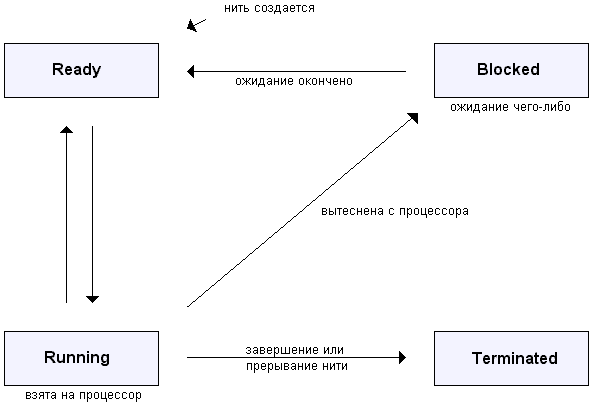 нить создается
Ready
Blocked
ожидание окончено
ожидание чего-либо
вытеснена с процессора
Running
завершение или
прерывание нити
Terminated
взята на процессор